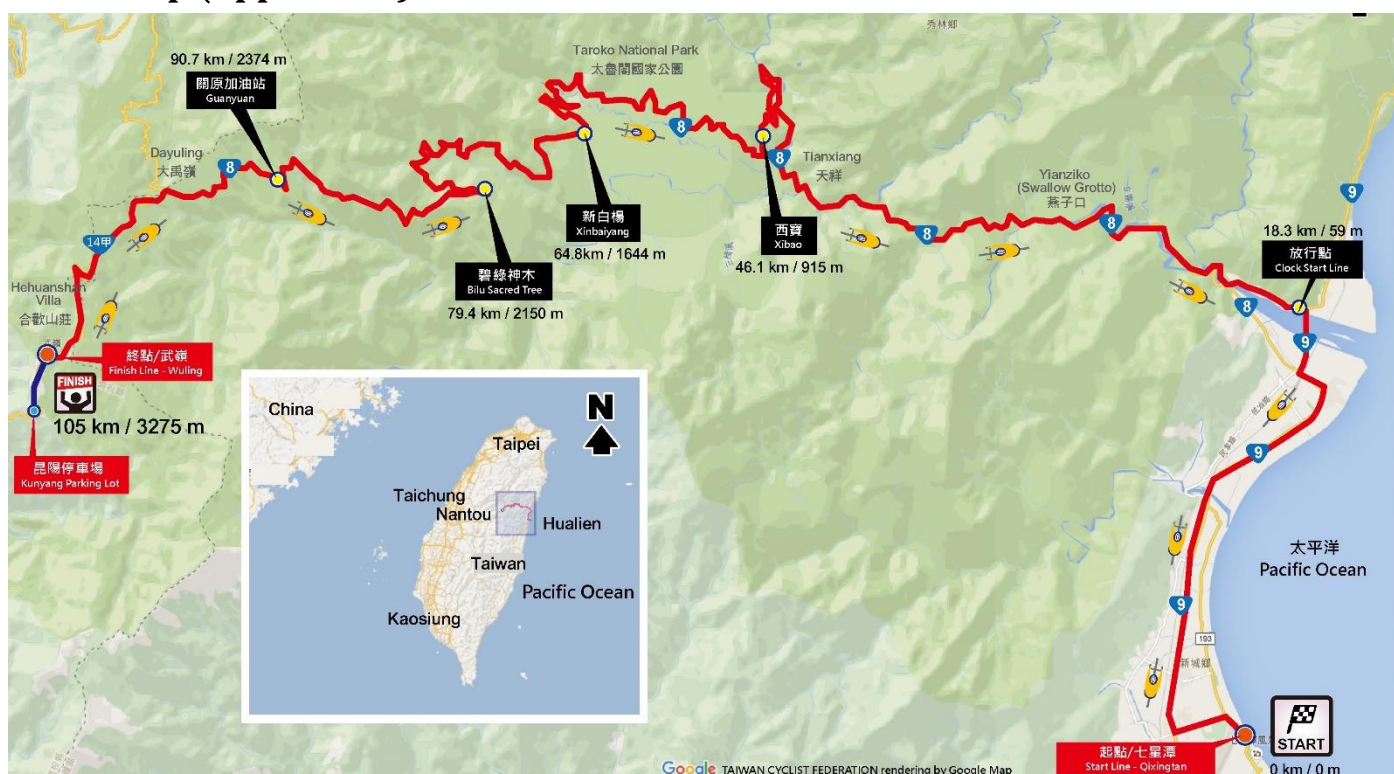 秀林鄉
90.7 km / 2374 m
Taroko National Park
太魯閣國家公園
關原加油站
Guanyuan
8
Dayuling
大禹嶺
8
8
Tianxiang
天祥
Yianziko
(Swallow Grotto)
燕子口
9
8
8
18.3 km / 59 m
放行點
Clock Start Line
新白楊
Xinbaiyang
64.8km / 1644 m
西寶
Xibao
46.1 km / 915 m
14甲
碧綠神木
Bilu Sacred Tree
79.4 km / 2150 m
Hehuanshan
Villa
合歡山莊
8
9
終點/武嶺
Finish Line - Wuling
FINISH
105 km / 3275 m
昆陽停車場
Kunyang Parking Lot
China
N
Taipei
Taichung
Nantou
Hualien
Taiwan
Pacific Ocean
Kaosiung
9
太平洋
Pacific Ocean
9
193
新城鄉
START
起點/七星潭
Start Line - Qixingtan
0 km / 0 m
Google TAIWAN CYCLIST FEDERATION rendering by Google Map